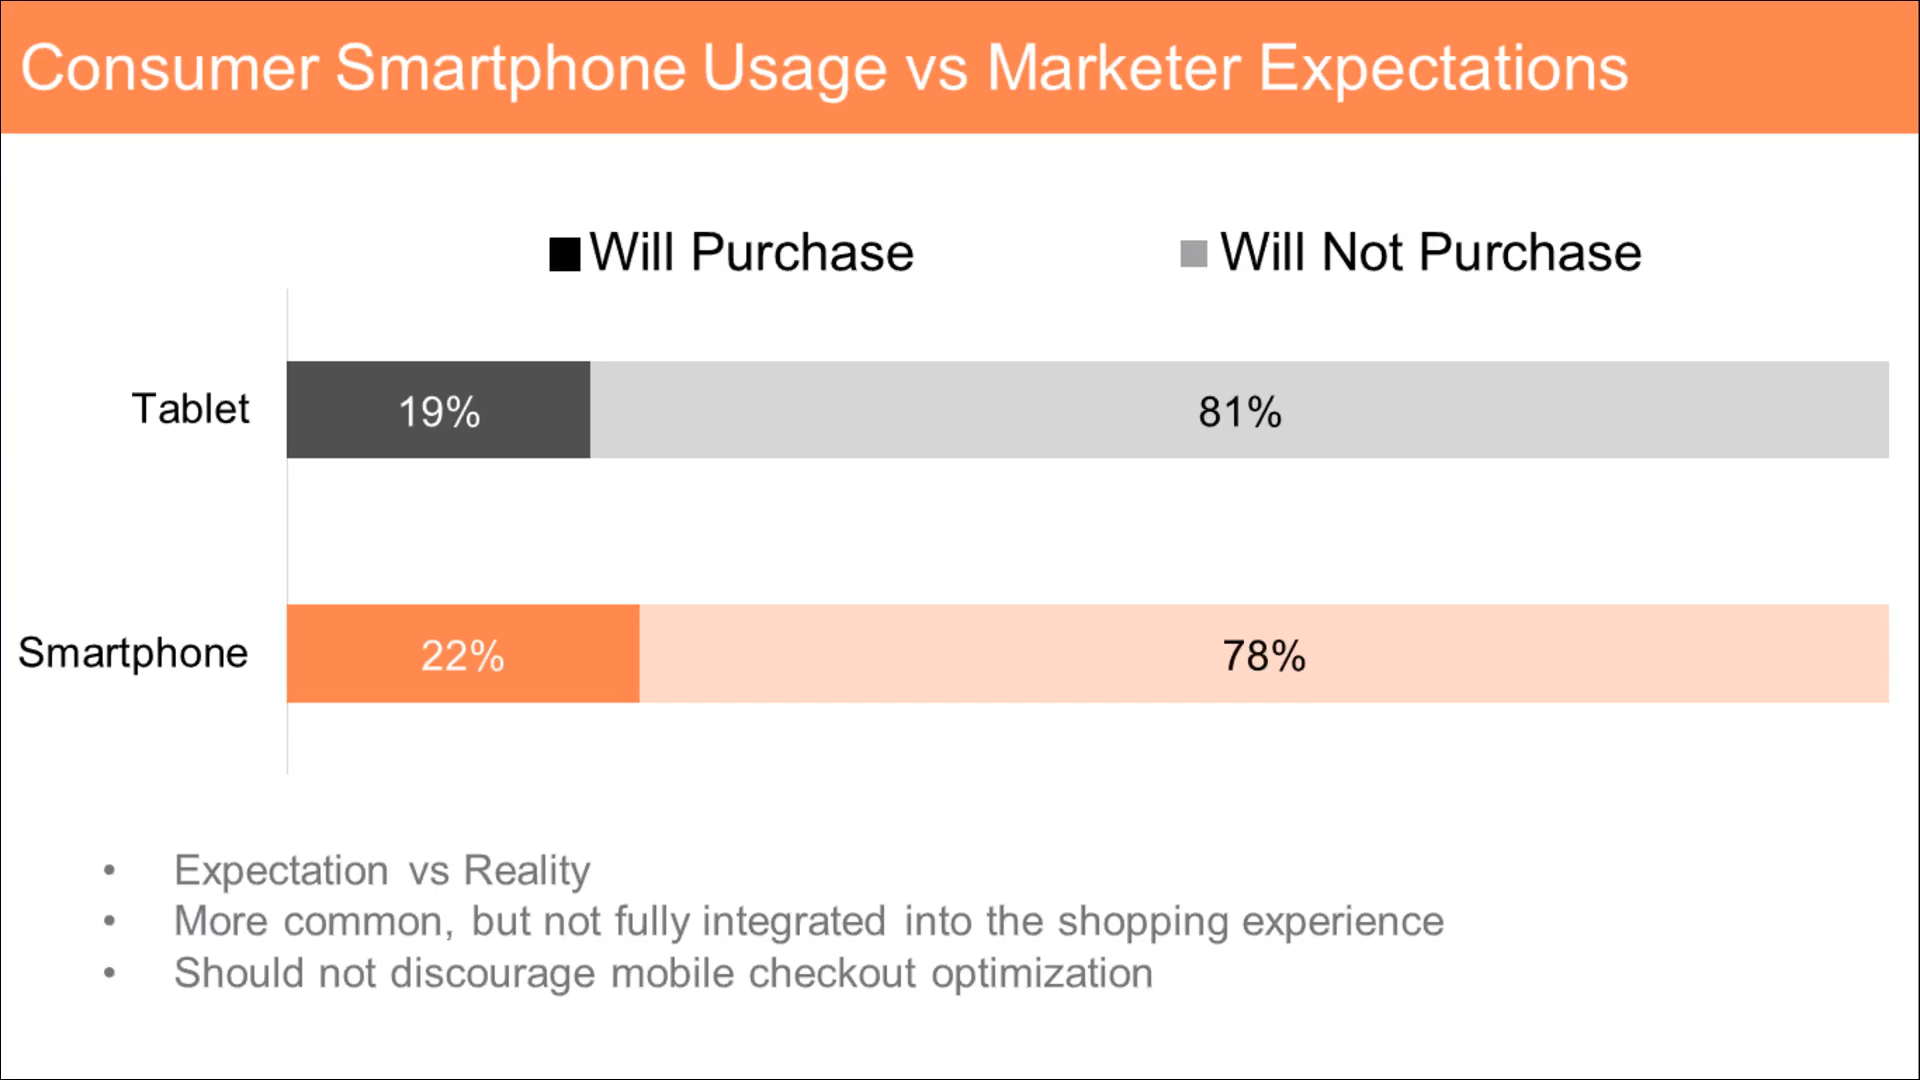 Consumer Smartphone Usage vs Marketer Expectations
Will Purchase
Will Not Purchase
Tablet
19%
81%
Smartphone
22%
78%
• Expectation vs Reality
• More common, but not fully integrated into the shopping experience
• Should not discourage mobile checkout optimization